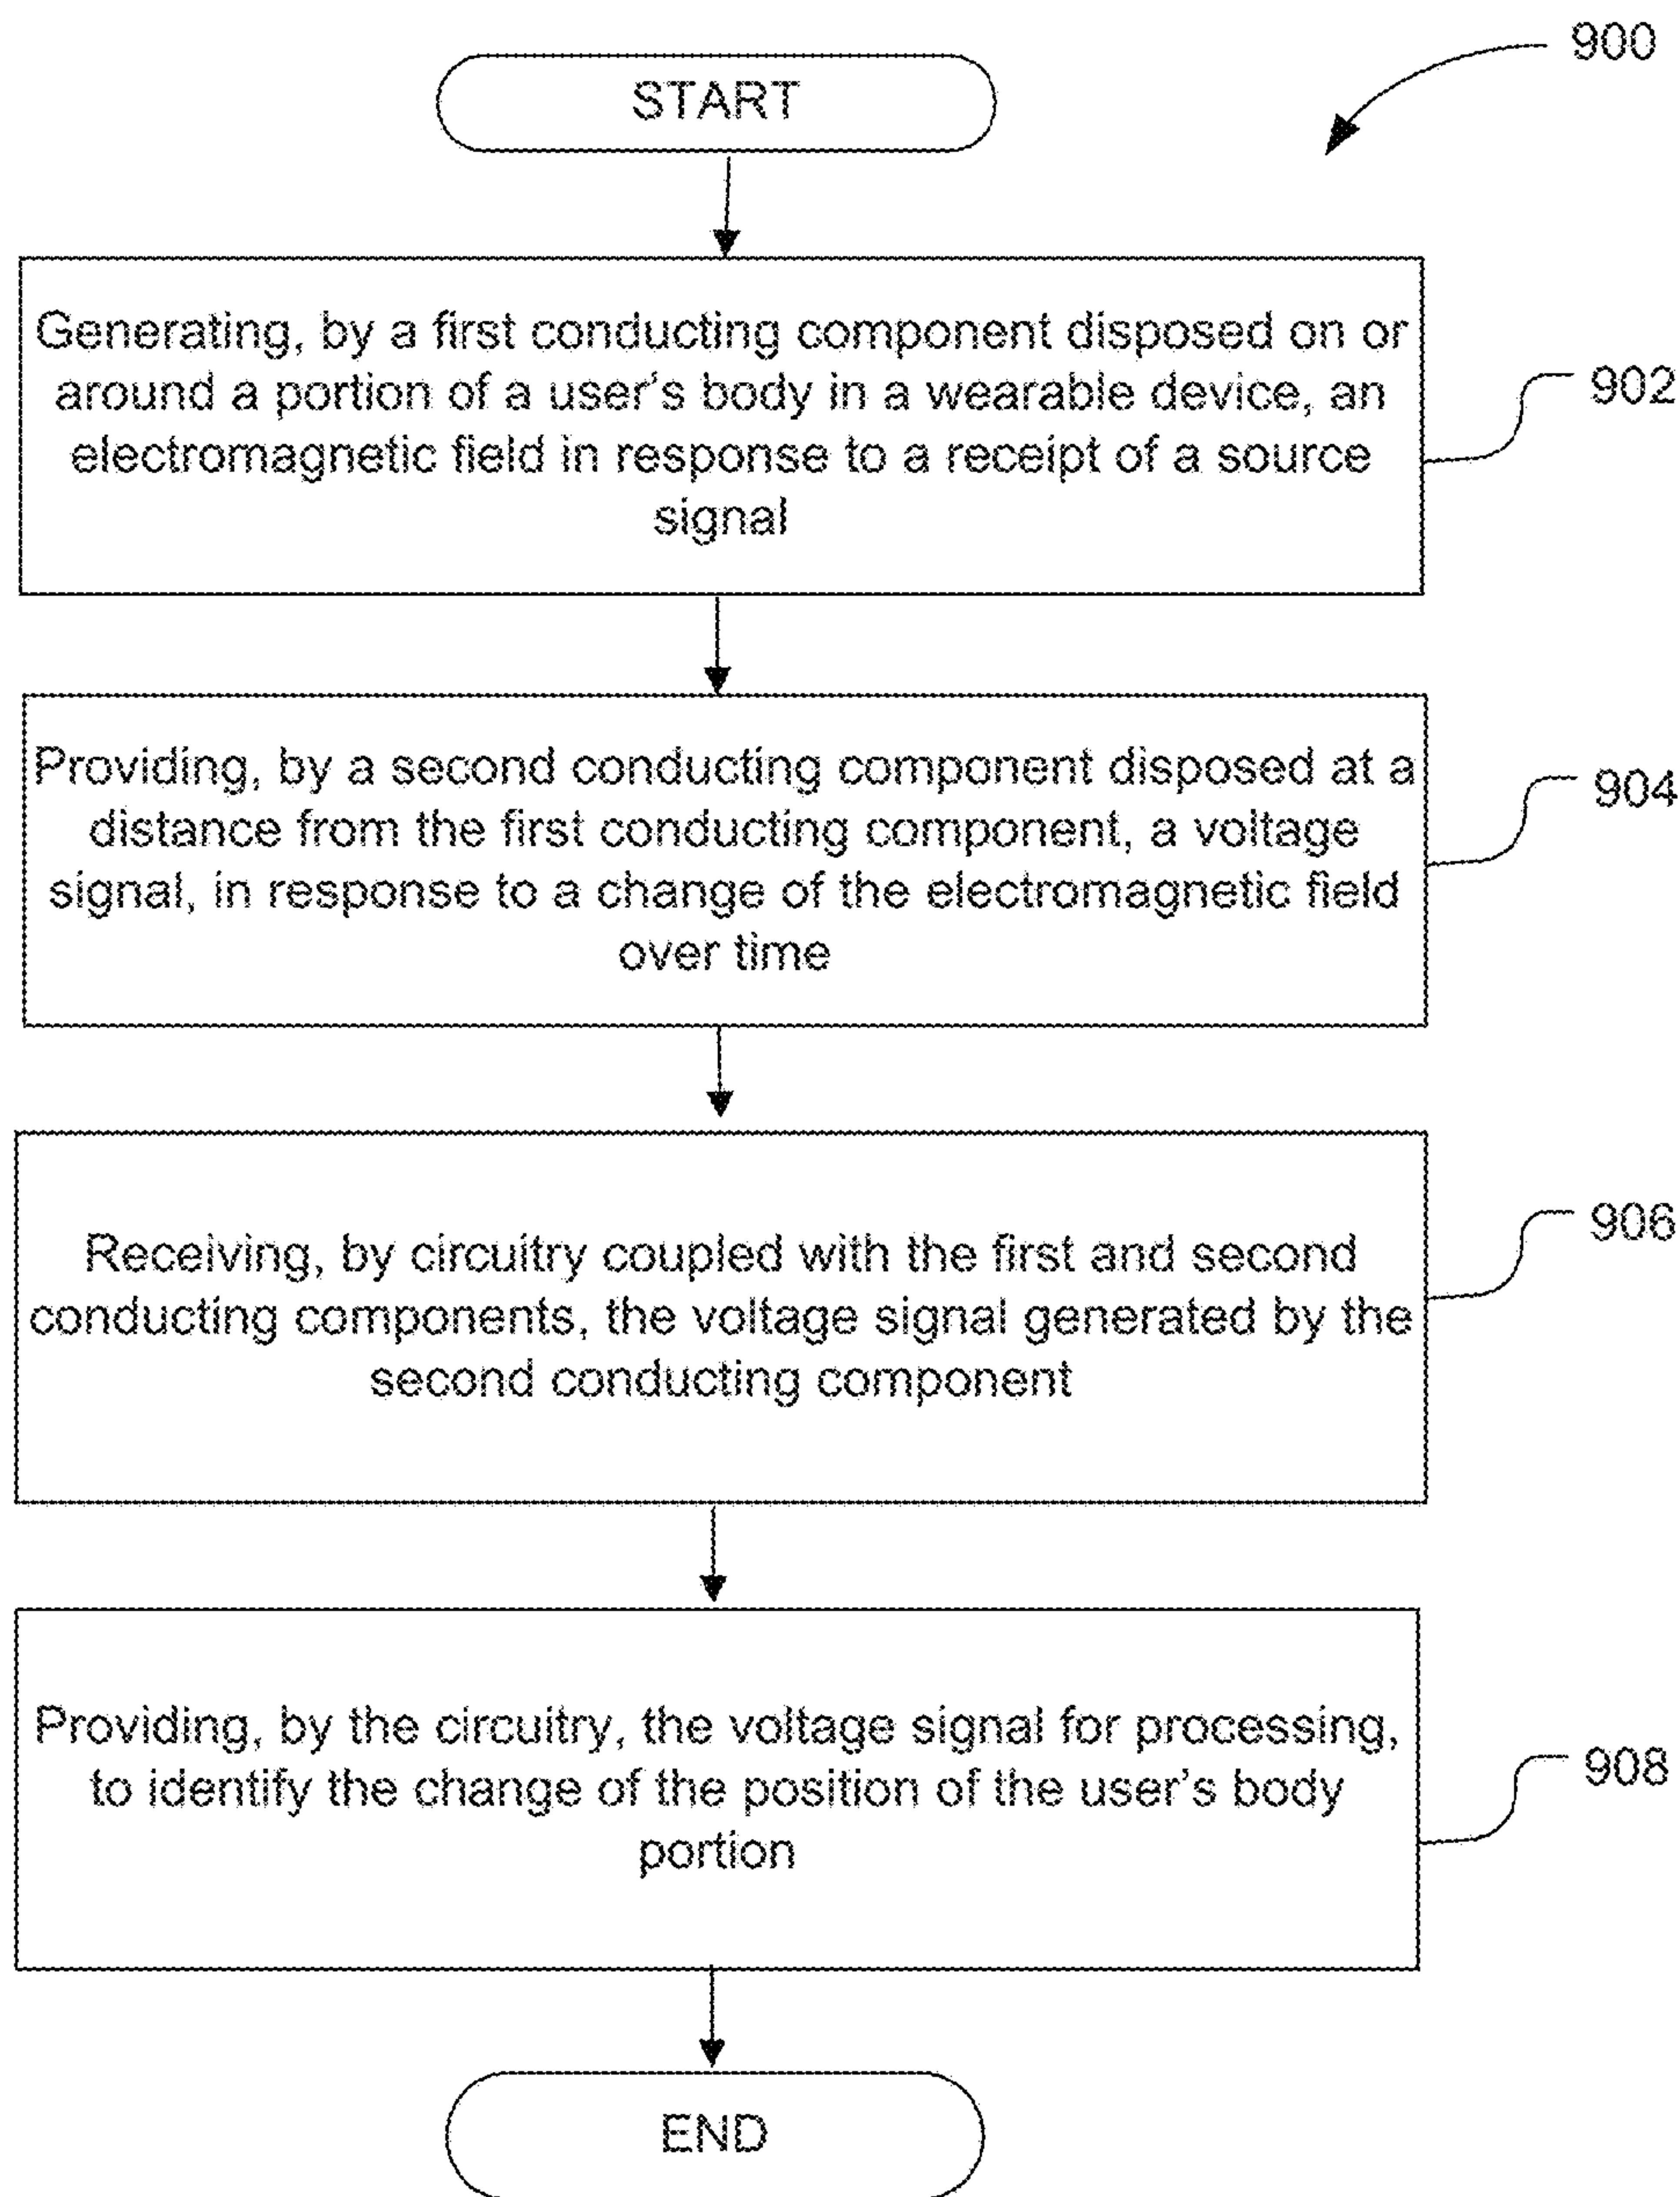 900
START
Generating, by a first conducting component disposed on or
around a portion of a user's body in a wearable device, an
electromagnetic field in response to a receipt of a source
signal
902
Providing, by a second conducting component disposed at a
distance from the first conducting component, a voltage
signal, in response to a change of the electromagnetic field
over time
904
Receiving, by circuitry coupled with the first and second
conducting components, the voltage signal generated by the
second conducting component
906
Providing, by the circuitry, the voltage signal for processing,
to identify the change of the position of the user's body
portion
908
END